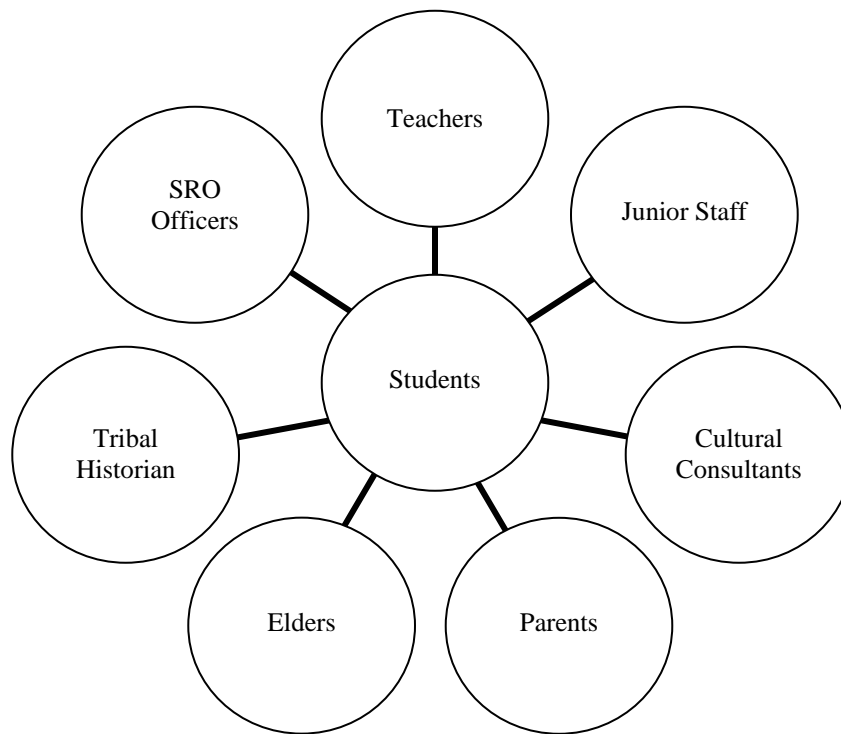 Teachers
SRO
Officers
Junior Staff
Students
Tribal
Historian
Cultural
Consultants
Elders
Parents